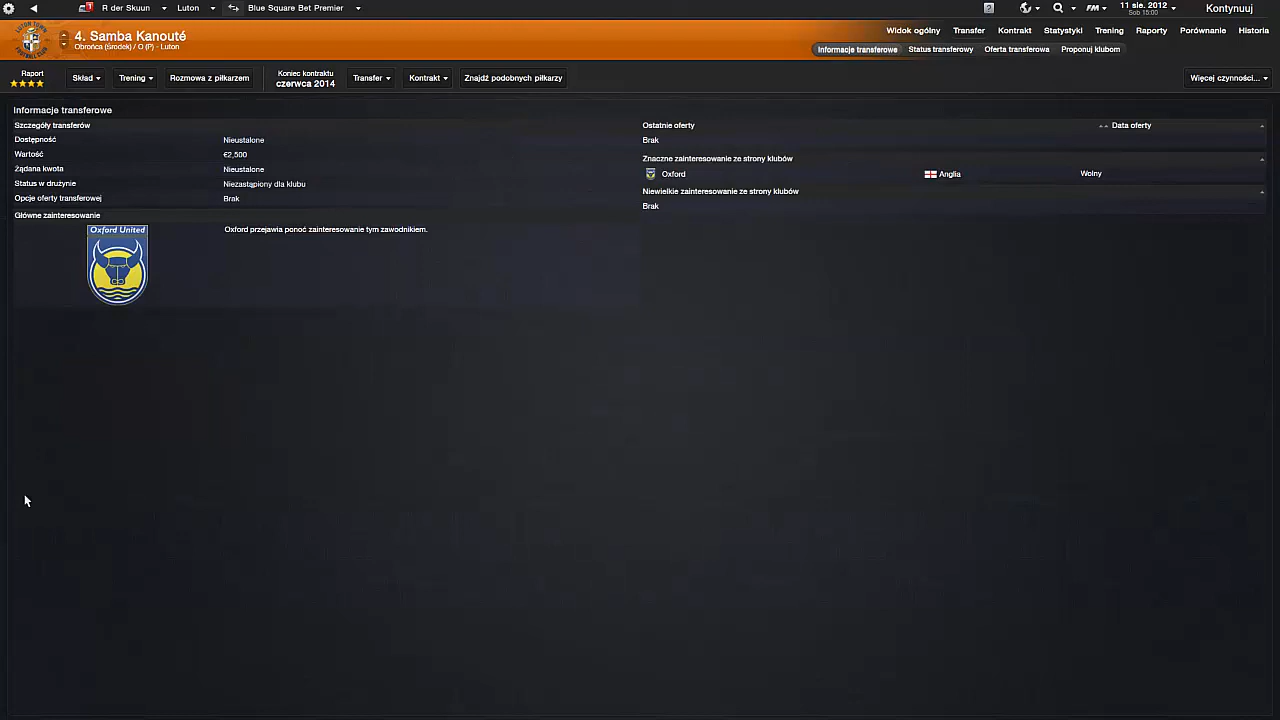 R der Skuun Luton Blue Square Bet Premier FM 11 sie. 2012 Kontynuuj
Sob 15:00
4. Samba Kanouté
Obrońca (Środek) / O (P) - Luton
Widok ogólny Transfer Kontrakt Statystyki Trening Raporty Porównanie Historia
Informacje transferowe Status transferowy Oferta transferowa Proponuj klubom
Raport Skład Trening Rozmowa z piłkarzem Koniec kontraktu Transfer Kontrakt Znajdź podobnych piłkarzy Więcej czynności...
czerwca 2014
Informacje transferowe
Szczegóły transferów
Dostępność Nieustalone
Wartość €2,500
Żądana kwota Nieustalone
Status w drużynie Niezastąpiony dla klubu
Opcje oferty transferowej Brak
Główne zainteresowanie
Oxford United
Oxford przejawia ponoć zainteresowanie tym zawodnikiem.
Ostatnie oferty Data oferty
Brak
Znaczne zainteresowanie ze strony klubów
Oxford Anglia Wolny
Niewielkie zainteresowanie ze strony klubów
Brak